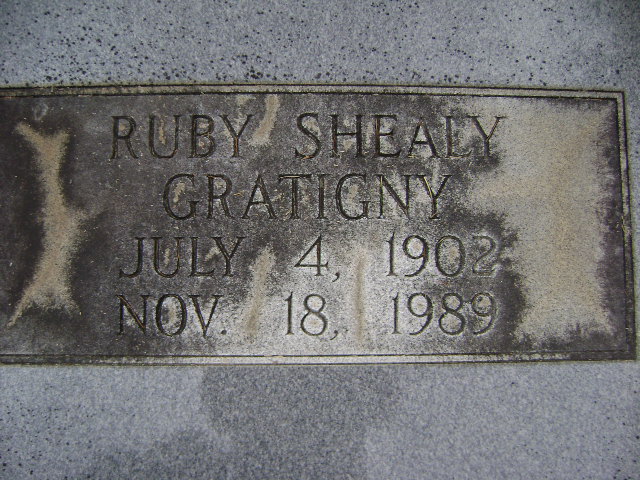 RUBY SHEALY
GRATIGNY
JULY 4, 1902
NOV. 18, 1989